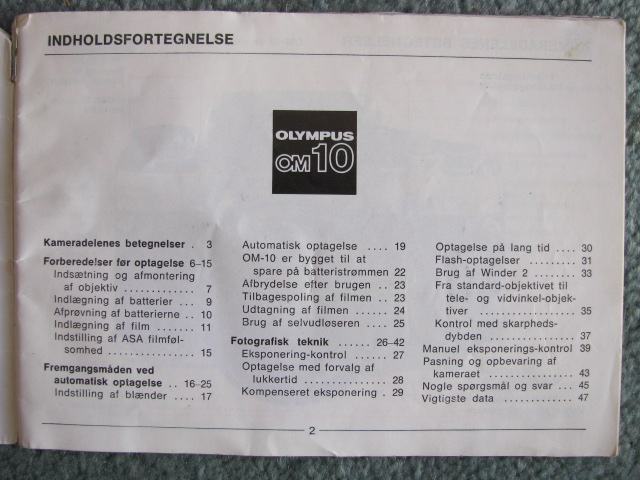 INDHOLDSFORTEGNELSE
OLYMPUS
OM10
Kameradelenes betegnelser . 3
Forberedelser før optagelse 6–15
Indsætning og afmontering
af objektiv ............ 7
Indlægning af batterier .. 9
Afprøvning af batterierne .. 10
Indlægning af film ....... 11
Indstilling af ASA filmføl-
somhed ............. 15
Fremgangsmåden ved
automatisk optagelse .. 16–25
Indstilling af blænder .... 17
Automatisk optagelse .... 19
OM-10 er bygget til at
spare på batteristrømmen 22
Afbrydelse efter brugen .. 23
Tilbagespoling af filmen .. 23
Udtagning af filmen ..... 24
Brug af selvudløseren .... 25
Fotografisk teknik ...... 26–42
Eksponering-kontrol ..... 27
Optagelse med forvalg af
lukkertid .............. 28
Kompenseret eksponering . 29
Optagelse på lang tid .... 30
Flash-optagelser ......... 31
Brug af Winder 2 ........ 33
Fra standard-objektivet til
tele- og vidvinkel-objek-
tiver ................. 35
Kontrol med skarpheds-
dybden ............... 37
Manuel eksponerings-kontrol 39
Pasning og opbevaring af
kameraet .............. 43
Nogle spørgsmål og svar ... 45
Vigtigste data ............ 47
2